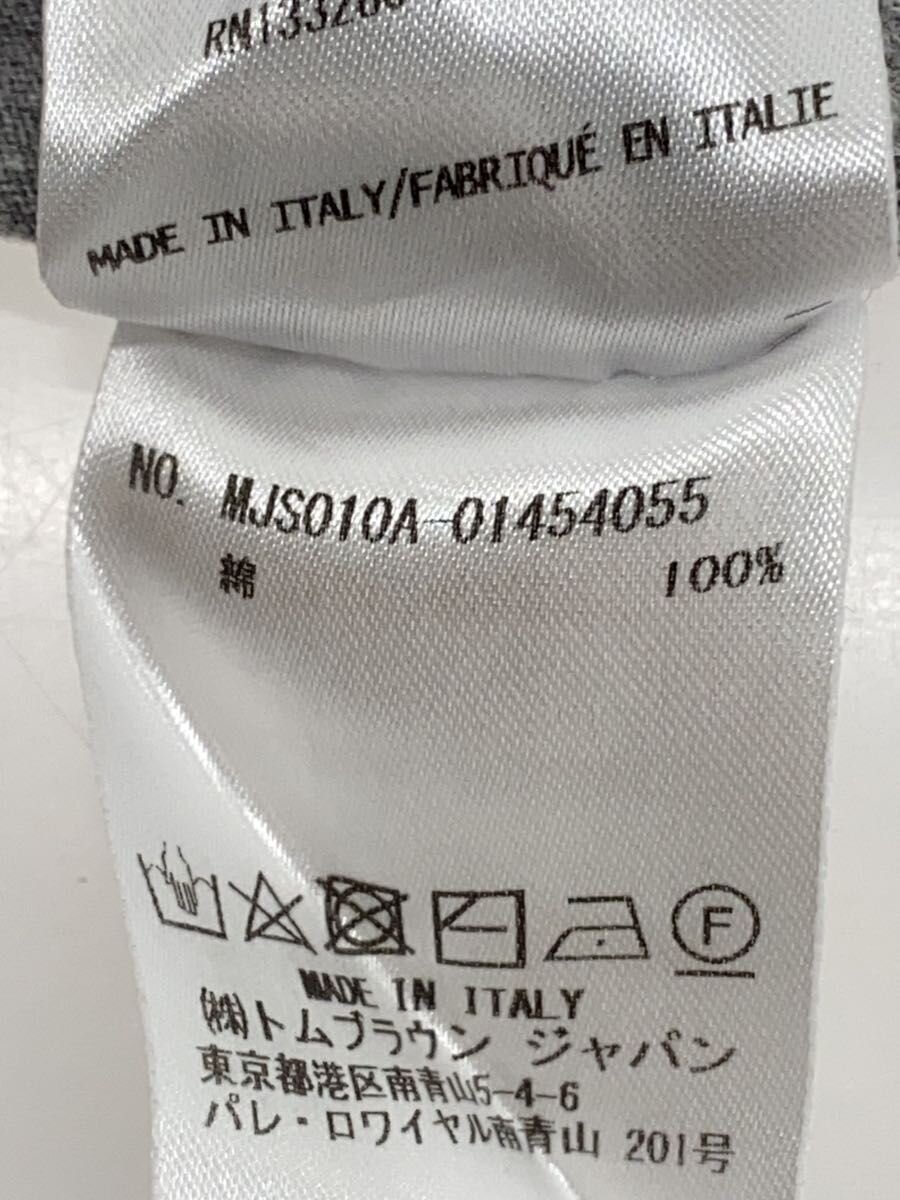 MADE IN ITALY/FABRIQUÉ EN ITALIE
NO. MJS010A-01454055
綿 100%
F
MADE IN ITALY
㈱トムブラウン ジャパン
東京都港区南青山5-4-6
パレ・ロワイヤル南青山 201号